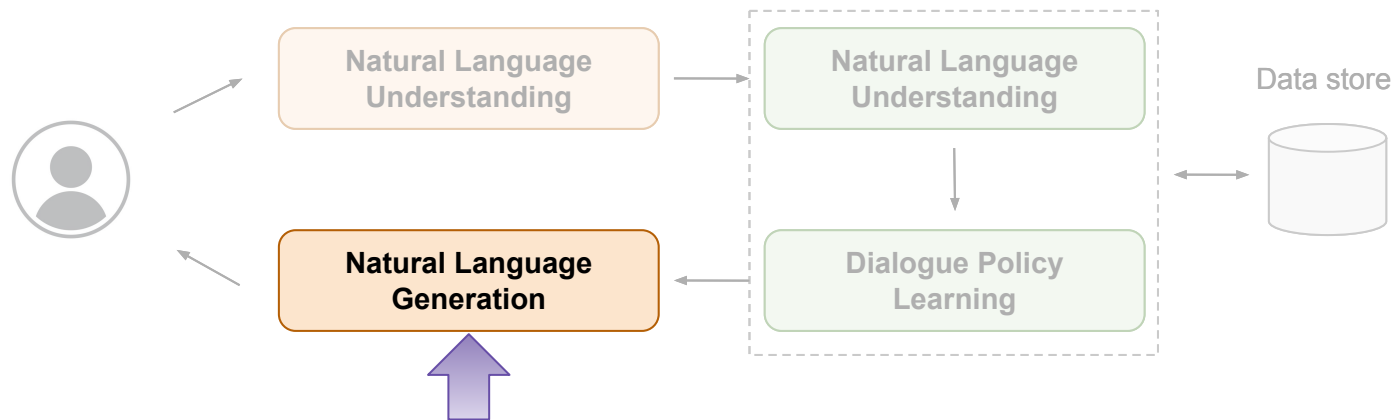 Natural Language
Understanding
Natural Language
Understanding
Data store
Natural Language
Generation
Dialogue Policy
Learning